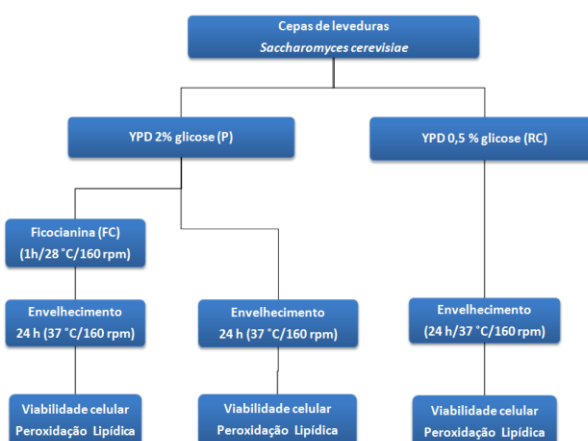 Cepas de leveduras
Saccharomyces cerevisiae
YPD 2% glicose (P)
YPD 0,5 % glicose (RC)
Ficocianina (FC)
(1h/28 °C/160 rpm)
Envelhecimento
24 h (37 °C/160 rpm)
Envelhecimento
24 h (37 °C/160 rpm)
Envelhecimento
(24 h/37 °C/160 rpm)
Viabilidade celular
Peroxidação Lipídica
Viabilidade celular
Peroxidação Lipídica
Viabilidade celular
Peroxidação Lipídica